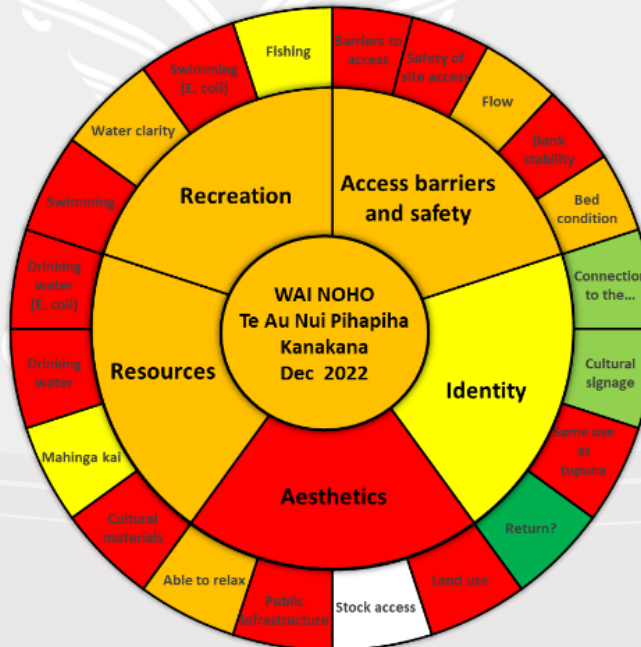 WAI NOHO
Te Au Nui Pihapiha
Kanakana
Dec 2022
Recreation
Access barriers
and safety
Identity
Aesthetics
Resources
Barriers to
access
Safety of
site access
Flow
Bank
stability
Bed
condition
Connection
to the...
Cultural
signage
Same use
as
tupuna
Return?
Land use
Stock access
Public
infrastructure
Able to relax
Cultural
materials
Mahinga kai
Drinking
water
Drinking
water
(E. coli)
Swimming
Water clarity
Swimming
(E. coli)
Fishing